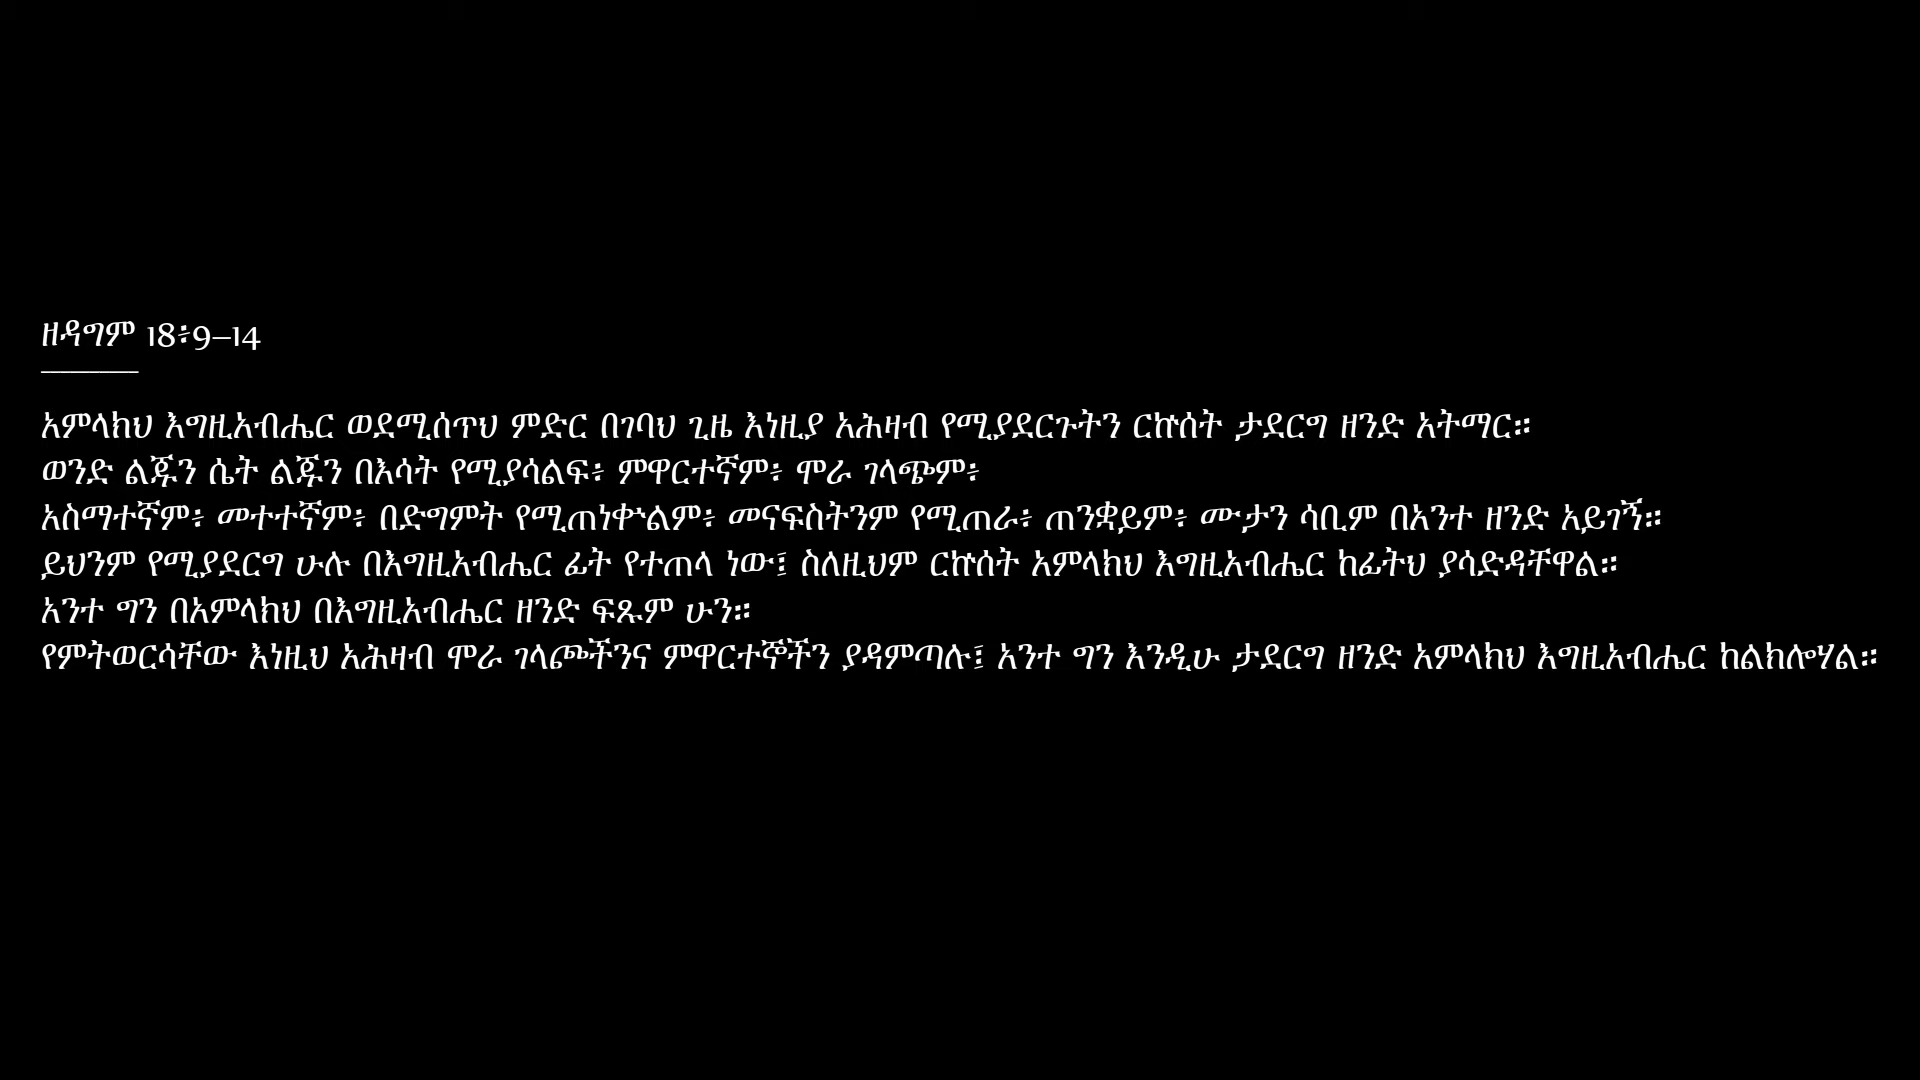 ዘዳግም 18፥9–14
አምላክህ እግዚአብሔር ወደሚሰጥህ ምድር በገባህ ጊዜ እነዚያ አሕዛብ የሚያደርጉትን ርኵሰት ታደርግ ዘንድ አትማር።
ወንድ ልጁን ሴት ልጁን በእሳት የሚያሳልፍ፥ ምዋርተኛም፥ ሞራ ገላጭም፥
አስማተኛም፥ መተተኛም፥ በድግምት የሚጠነቍልም፥ መናፍስትንም የሚጠራ፥ ጠንቋይም፥ ሙታን ሳቢም በአንተ ዘንድ አይገኝ።
ይህንም የሚያደርግ ሁሉ በእግዚአብሔር ፊት የተጠላ ነው፤ ስለዚህም ርኵሰት አምላክህ እግዚአብሔር ከፊትህ ያሳድዳቸዋል።
አንተ ግን በአምላክህ በእግዚአብሔር ዘንድ ፍጹም ሁን።
የምትወርሳቸው እነዚህ አሕዛብ ሞራ ገላጮችንና ምዋርተኞችን ያዳምጣሉ፤ አንተ ግን እንዲሁ ታደርግ ዘንድ አምላክህ እግዚአብሔር ከልክሎሃል።